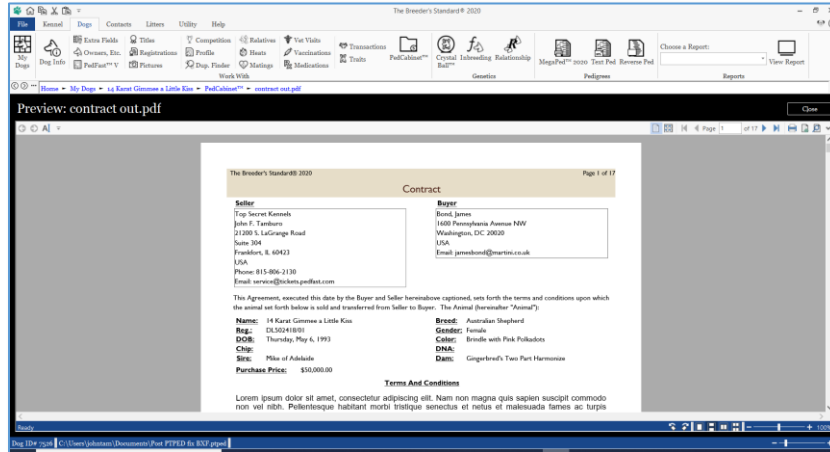 The Breeder's Standard® 2020
File Kennel Dogs Contacts Litters Utility Help
My Dogs
Dog Info
Extra Fields Titles
Owners, Etc. Registrations
PedFast™ V Pictures
Competition Relatives Vet Visits
Profile Heats Vaccinations
Dup. Finder Matings Medications
Work With
Transactions
Traits
PedCabinet™
Crystal Ball™ Inbreeding Relationship
Genetics
MegaPed™ 2020 Text Ped Reverse Ped
Pedigrees
Choose a Report:
View Report
Reports
Home My Dogs 14 Karat Gimmee a Little Kiss PedCabinet™ contract out.pdf
Preview: contract out.pdf Close
Page 1 of 17
The Breeder's Standard® 2020 Page 1 of 17
Contract
Seller
Top Secret Kennels
John F. Tamburo
21200 S. LaGrange Road
Suite 304
Frankfort, IL 60423
USA
Phone: 815-806-2130
Email: service@tickets.pedfast.com
Buyer
Bond, James
1600 Pennsylvania Avenue NW
Washington, DC 20020
USA
Email: jamesbond@martini.co.uk
This Agreement, executed this date by the Buyer and Seller hereinabove captioned, sets forth the terms and conditions upon which
the animal set forth below is sold and transferred from Seller to Buyer. The Animal (hereinafter "Animal"):
Name: 14 Karat Gimmee a Little Kiss Breed: Australian Shepherd
Reg.: DL502418/01 Gender: Female
DOB: Thursday, May 6, 1993 Color: Brindle with Pink Polkadots
Chip: DNA:
Sire: Mike of Adelaide Dam: Gingerbred's Two Part Harmonize
Purchase Price: $50,000.00
Terms And Conditions
Lorem ipsum dolor sit amet, consectetur adipiscing elit. Nam non magna quis sapien suscipit commodo
non vel nibh. Pellentesque habitant morbi tristique senectus et netus et malesuada fames ac turpis
Ready 100%
Dog ID# 7516 C:\Users\johntam\Documents\Post PTPED fix BXF.ptped